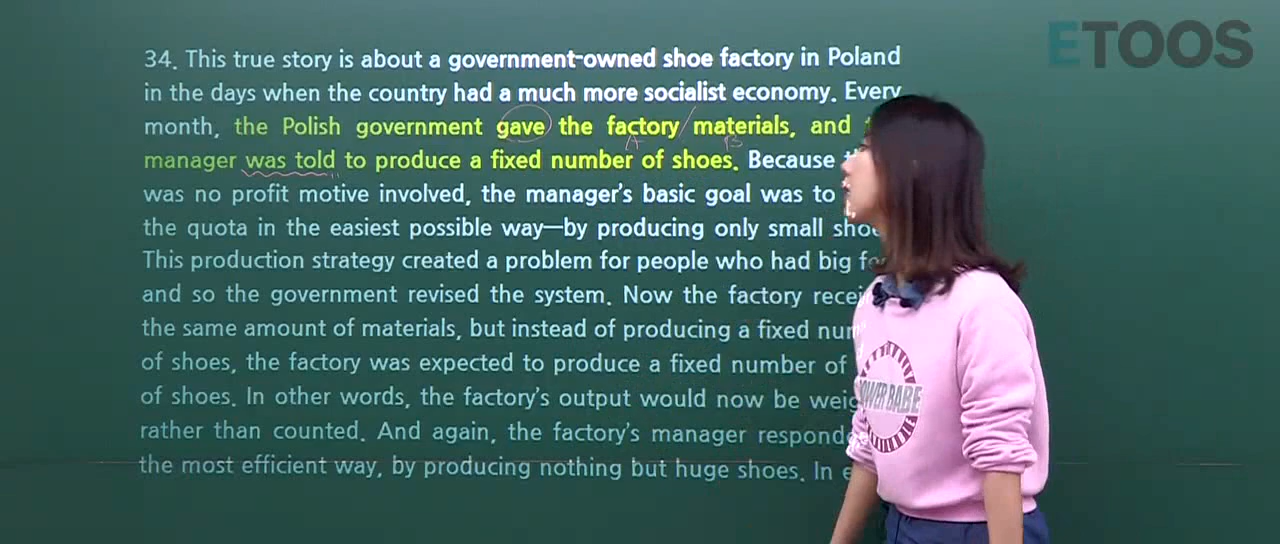 ETOOS
34. This true story is about a government-owned shoe factory in Poland
in the days when the country had a much more socialist economy. Every
month, the Polish government gave the factory materials, and
A B
manager was told to produce a fixed number of shoes. Because
was no profit motive involved, the manager's basic goal was to
the quota in the easiest possible way—by producing only small
This production strategy created a problem for people who had big
and so the government revised the system. Now the factory
the same amount of materials, but instead of producing a fixed
of shoes, the factory was expected to produce a fixed number of
of shoes. In other words, the factory's output would now be
rather than counted. And again, the factory's manager
the most efficient way, by producing nothing but huge shoes. In
POWER BABE